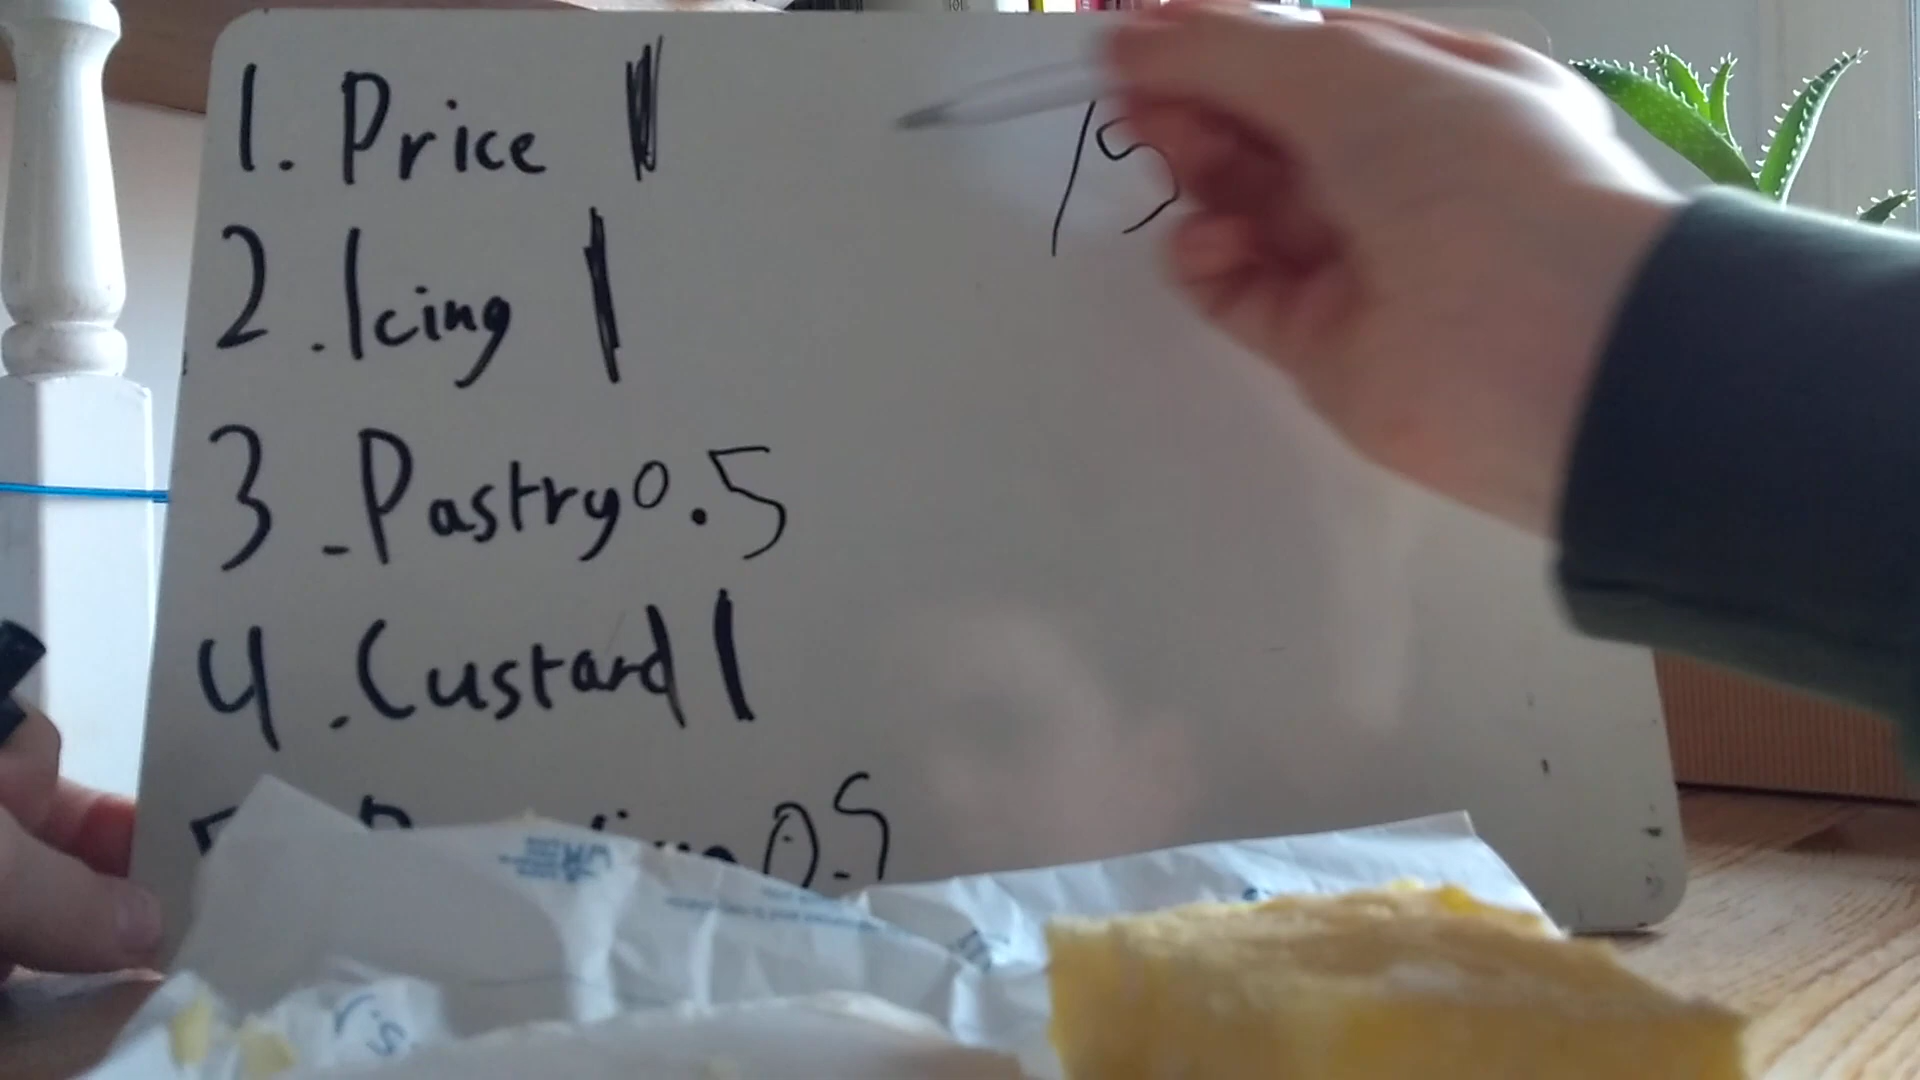 1. Price 1
/5
2. Icing 1
3. Pastry 0.5
4. Custard 1
0.5